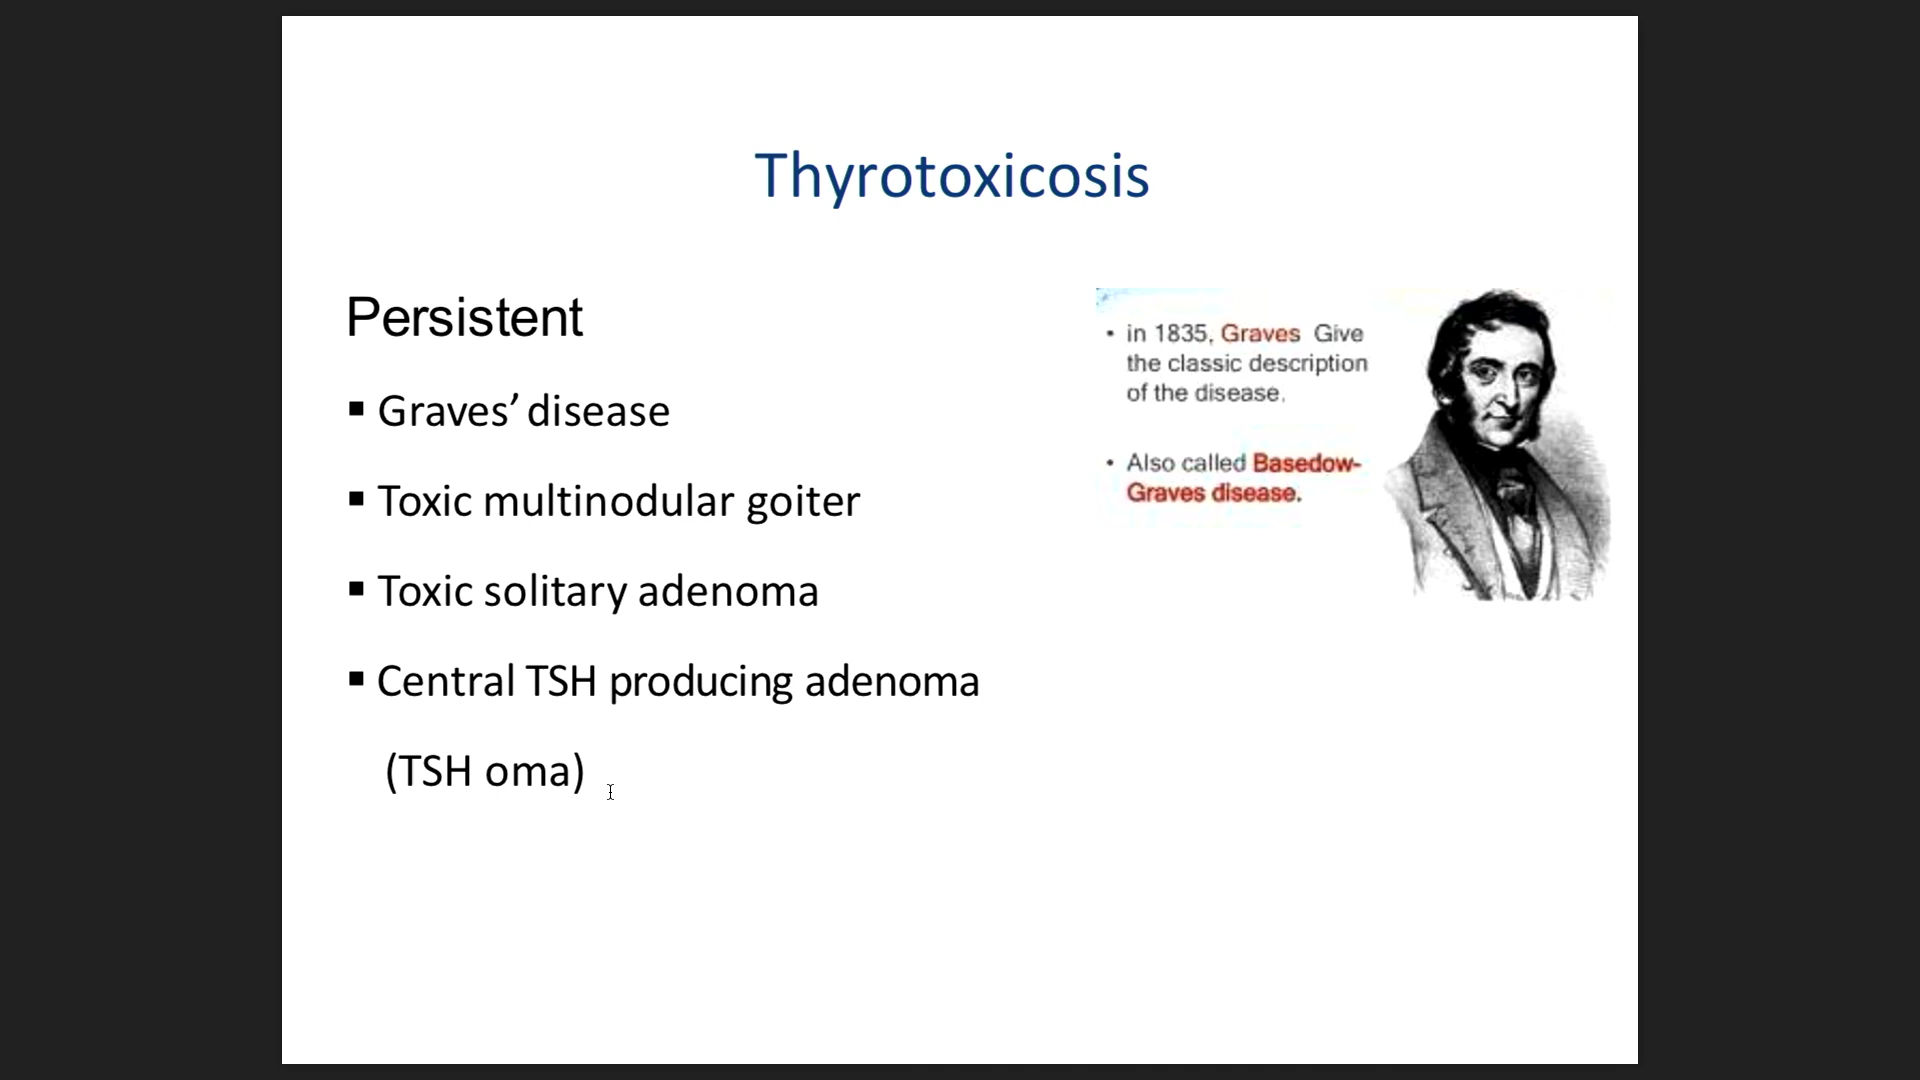 Thyrotoxicosis
Persistent
▪ Graves’ disease
▪ Toxic multinodular goiter
▪ Toxic solitary adenoma
▪ Central TSH producing adenoma
(TSH oma)
• in 1835, Graves Give
the classic description
of the disease.
• Also called Basedow-
Graves disease.